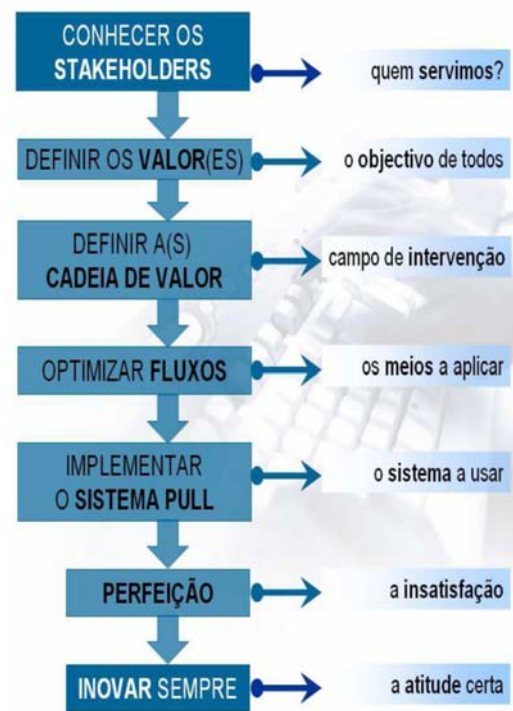 CONHECER OS
STAKEHOLDERS
quem servimos?
DEFINIR OS VALOR(ES)
o objectivo de todos
DEFINIR A(S)
CADEIA DE VALOR
campo de intervenção
OPTIMIZAR FLUXOS
os meios a aplicar
IMPLEMENTAR
O SISTEMA PULL
o sistema a usar
PERFEIÇÃO
a insatisfação
INOVAR SEMPRE
a atitude certa